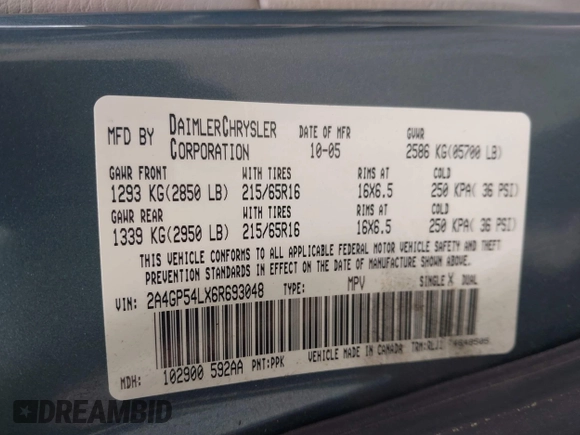 MFD BY DAIMLERCHRYSLER CORPORATION DATE OF MFR 10-05 GVWR 2586 KG(05700 LB)
GAWR FRONT WITH TIRES RIMS AT COLD
1293 KG(2850 LB) 215/65R16 16X6.5 250 KPA( 36 PSI)
GAWR REAR WITH TIRES RIMS AT COLD
1339 KG(2950 LB) 215/65R16 16X6.5 250 KPA( 36 PSI)
THIS VEHICLE CONFORMS TO ALL APPLICABLE FEDERAL MOTOR VEHICLE SAFETY AND THEFT
PREVENTION STANDARDS IN EFFECT ON THE DATE OF MANUFACTURE SHOWN ABOVE.
VIN: 2A4GP54LX6R693048 TYPE: MPV SINGLE X DUAL
MDH: 102900 592AA PNT:PPK VEHICLE MADE IN CANADA TRM:RLJ1
DREAMBID